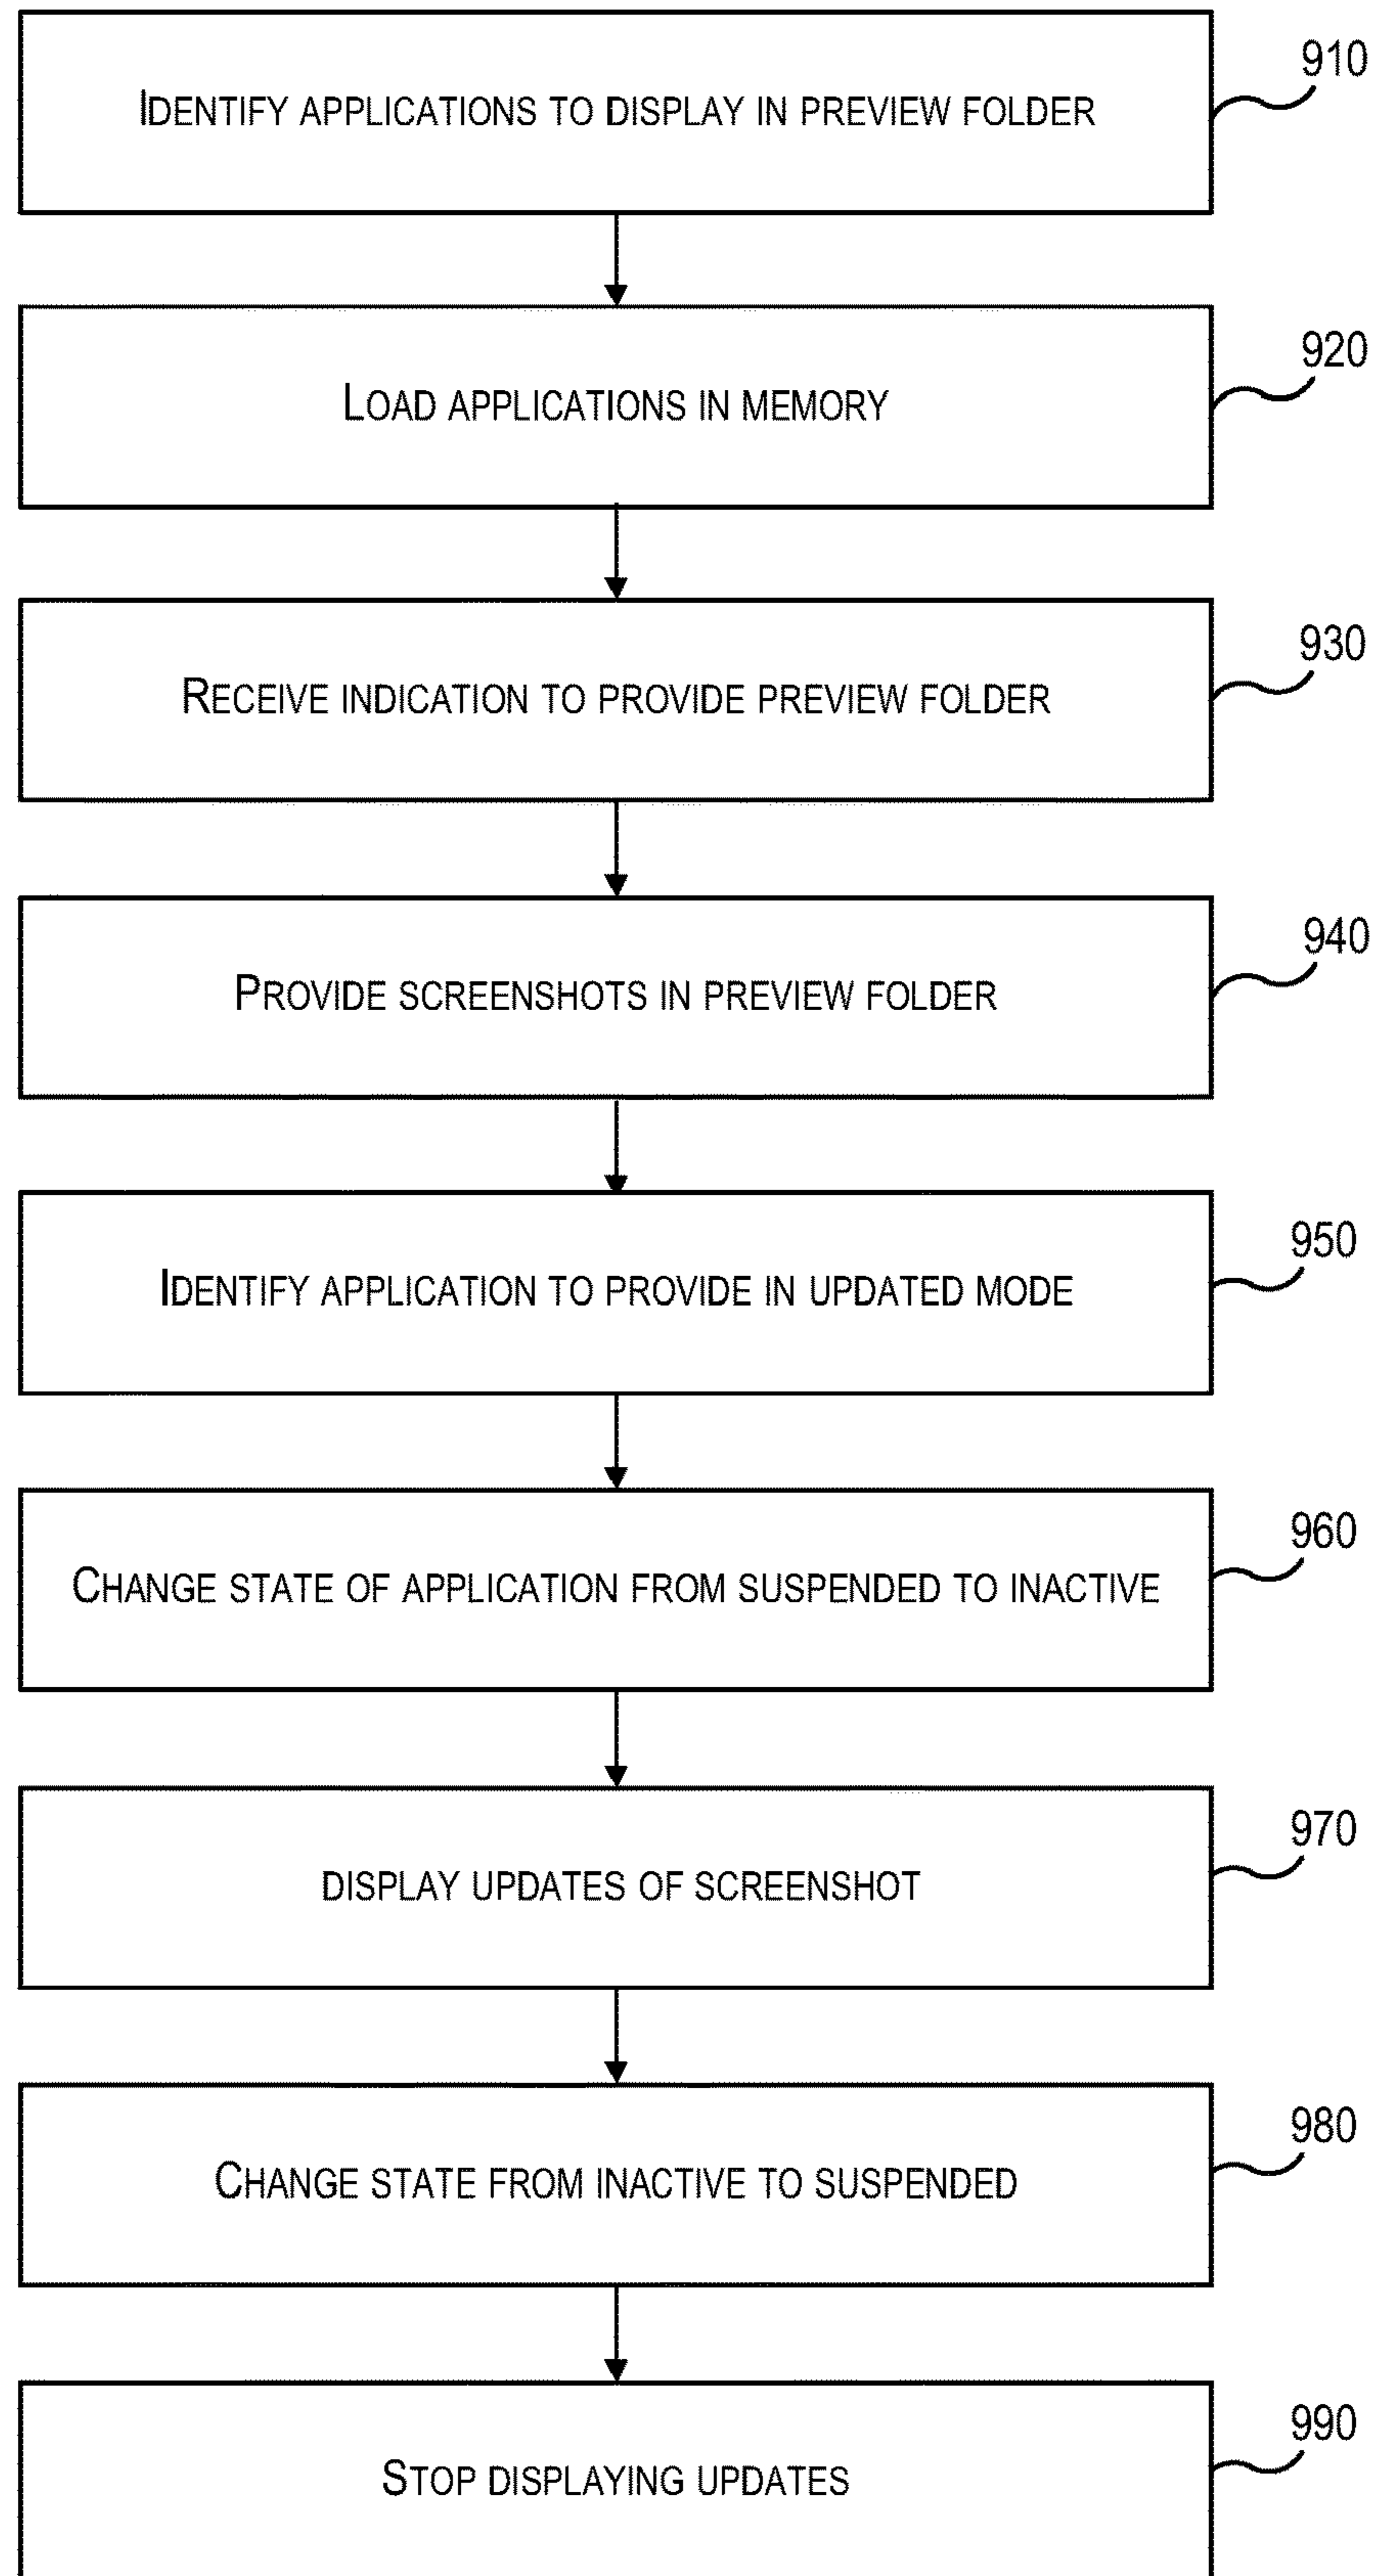 IDENTIFY APPLICATIONS TO DISPLAY IN PREVIEW FOLDER
910
LOAD APPLICATIONS IN MEMORY
920
RECEIVE INDICATION TO PROVIDE PREVIEW FOLDER
930
PROVIDE SCREENSHOTS IN PREVIEW FOLDER
940
IDENTIFY APPLICATION TO PROVIDE IN UPDATED MODE
950
CHANGE STATE OF APPLICATION FROM SUSPENDED TO INACTIVE
960
DISPLAY UPDATES OF SCREENSHOT
970
CHANGE STATE FROM INACTIVE TO SUSPENDED
980
STOP DISPLAYING UPDATES
990